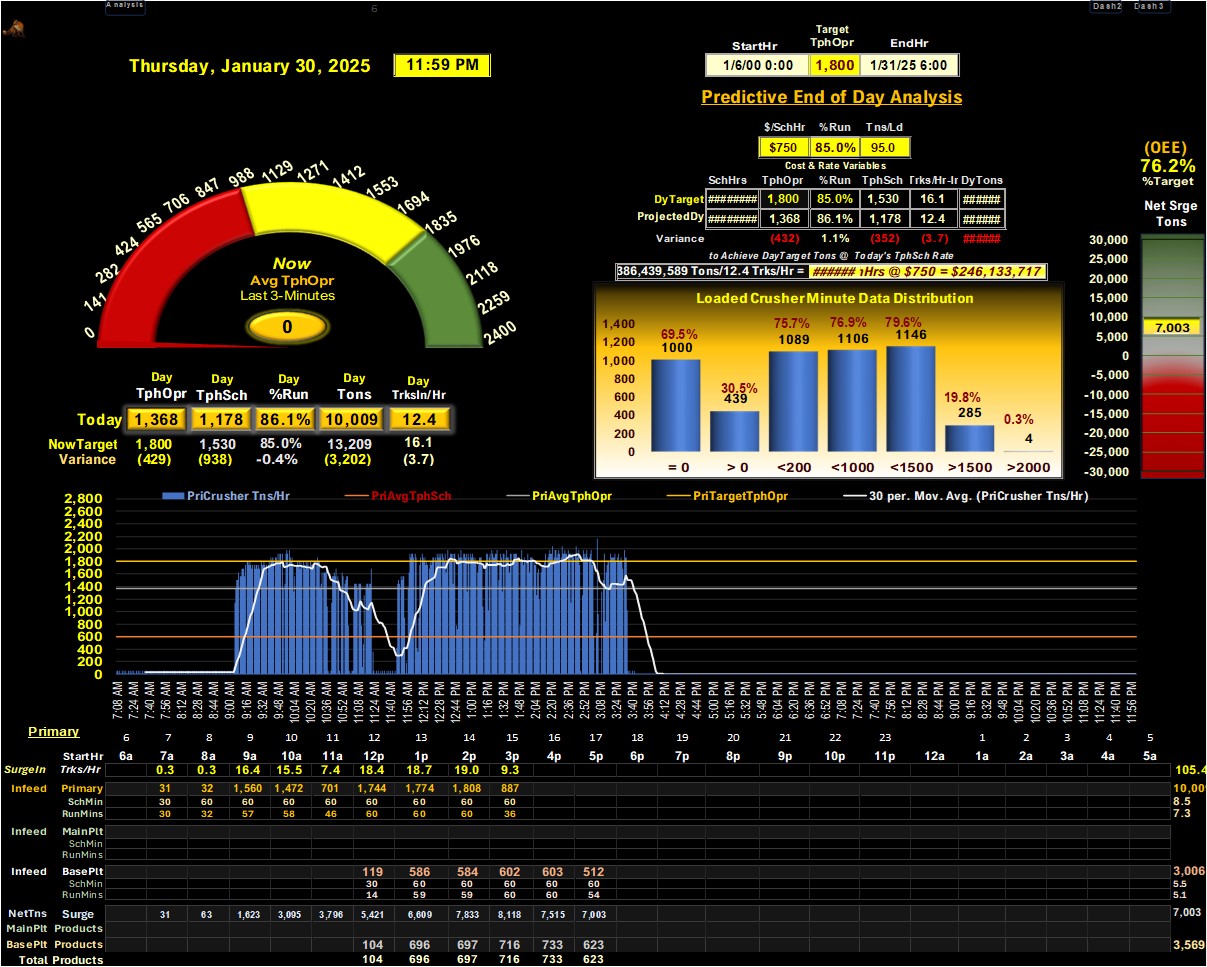 Analysis
6
Dash2 Dash3
Thursday, January 30, 2025 11:59 PM
StartHr Target TphOpr EndHr
1/6/00 0:00 1,800 1/31/25 6:00
Predictive End of Day Analysis
$/SchHr %Run Tns/Ld
$750 85.0% 95.0
Cost & Rate Variables
SchHrs TphOpr %Run TphSch Trks/Hr-Ir DyTons
DyTarget ######## 1,800 85.0% 1,530 16.1 ######
ProjectedDy ######## 1,368 86.1% 1,178 12.4 ######
Variance (432) 1.1% (352) (3.7) ######
to Achieve DayTarget Tons @ Today's TphSch Rate
386,439,589 Tons/12.4 Trks/Hr = ###### Hrs @ $750 = $246,133,717
(OEE)
76.2%
%Target
Net Srge
Tons
30,000
25,000
20,000
15,000
10,000
7,003
5,000
0
-5,000
-10,000
-15,000
-20,000
-25,000
-30,000
0 141 282 424 565 706 847 988 1129 1271 1412 1553 1694 1835 1976 2118 2259 2400
Now
Avg TphOpr
Last 3-Minutes
0
Day Day Day Day Day
TphOpr TphSch %Run Tons TrksIn/Hr
Today 1,368 1,178 86.1% 10,009 12.4
NowTarget 1,800 1,530 85.0% 13,209 16.1
Variance (429) (938) -0.4% (3,202) (3.7)
Loaded CrusherMinute Data Distribution
1,400
1,200
1,000
800
600
400
200
0
69.5% 30.5% 75.7% 76.9% 79.6% 19.8% 0.3%
1000 439 1089 1106 1146 285 4
= 0 > 0 <200 <1000 <1500 >1500 >2000
PriCrusher Tns/Hr PriAvgTphSch PriAvgTphOpr PriTargetTphOpr 30 per. Mov. Avg. (PriCrusher Tns/Hr)
2,800
2,600
2,400
2,200
2,000
1,800
1,600
1,400
1,200
1,000
800
600
400
200
0
7:08 AM 7:24 AM 7:40 AM 7:56 AM 8:12 AM 8:28 AM 8:44 AM 9:00 AM 9:16 AM 9:32 AM 9:48 AM 10:04 AM 10:20 AM 10:36 AM 10:52 AM 11:08 AM 11:24 AM 11:40 AM 11:56 AM 12:12 PM 12:28 PM 12:44 PM 1:00 PM 1:16 PM 1:32 PM 1:48 PM 2:04 PM 2:20 PM 2:36 PM 2:52 PM 3:08 PM 3:24 PM 3:40 PM 3:56 PM 4:12 PM 4:28 PM 4:44 PM 5:00 PM 5:16 PM 5:32 PM 5:48 PM 6:04 PM 6:20 PM 6:36 PM 6:52 PM 7:08 PM 7:24 PM 7:40 PM 7:56 PM 8:12 PM 8:28 PM 8:44 PM 9:00 PM 9:16 PM 9:32 PM 9:48 PM 10:04 PM 10:20 PM 10:36 PM 10:52 PM 11:08 PM 11:24 PM 11:40 PM 11:56 PM
Primary 6 7 8 9 10 11 12 13 14 15 16 17 18 19 20 21 22 23 1 2 3 4 5
StartHr 6a 7a 8a 9a 10a 11a 12p 1p 2p 3p 4p 5p 6p 7p 8p 9p 10p 11p 12a 1a 2a 3a 4a 5a
SurgeIn Trks/Hr 0.3 0.3 16.4 15.5 7.4 18.4 18.7 19.0 9.3 105.4
Infeed Primary 31 32 1,560 1,472 701 1,744 1,774 1,808 887 10,009
SchMin 30 60 60 60 60 60 60 60 60 8.5
RunMins 30 32 57 58 46 60 60 60 36 7.3
Infeed MainPlt
SchMin
RunMins
Infeed BasePlt 119 586 584 602 603 512 3,006
SchMin 30 60 60 60 60 60 5.5
RunMins 14 59 59 60 60 54 5.1
NetTns Surge 31 63 1,623 3,095 3,796 5,421 6,609 7,833 8,118 7,515 7,003 7,003
MainPlt Products
BasePlt Products 104 696 697 716 733 623 3,569
Total Products 104 696 697 716 733 623